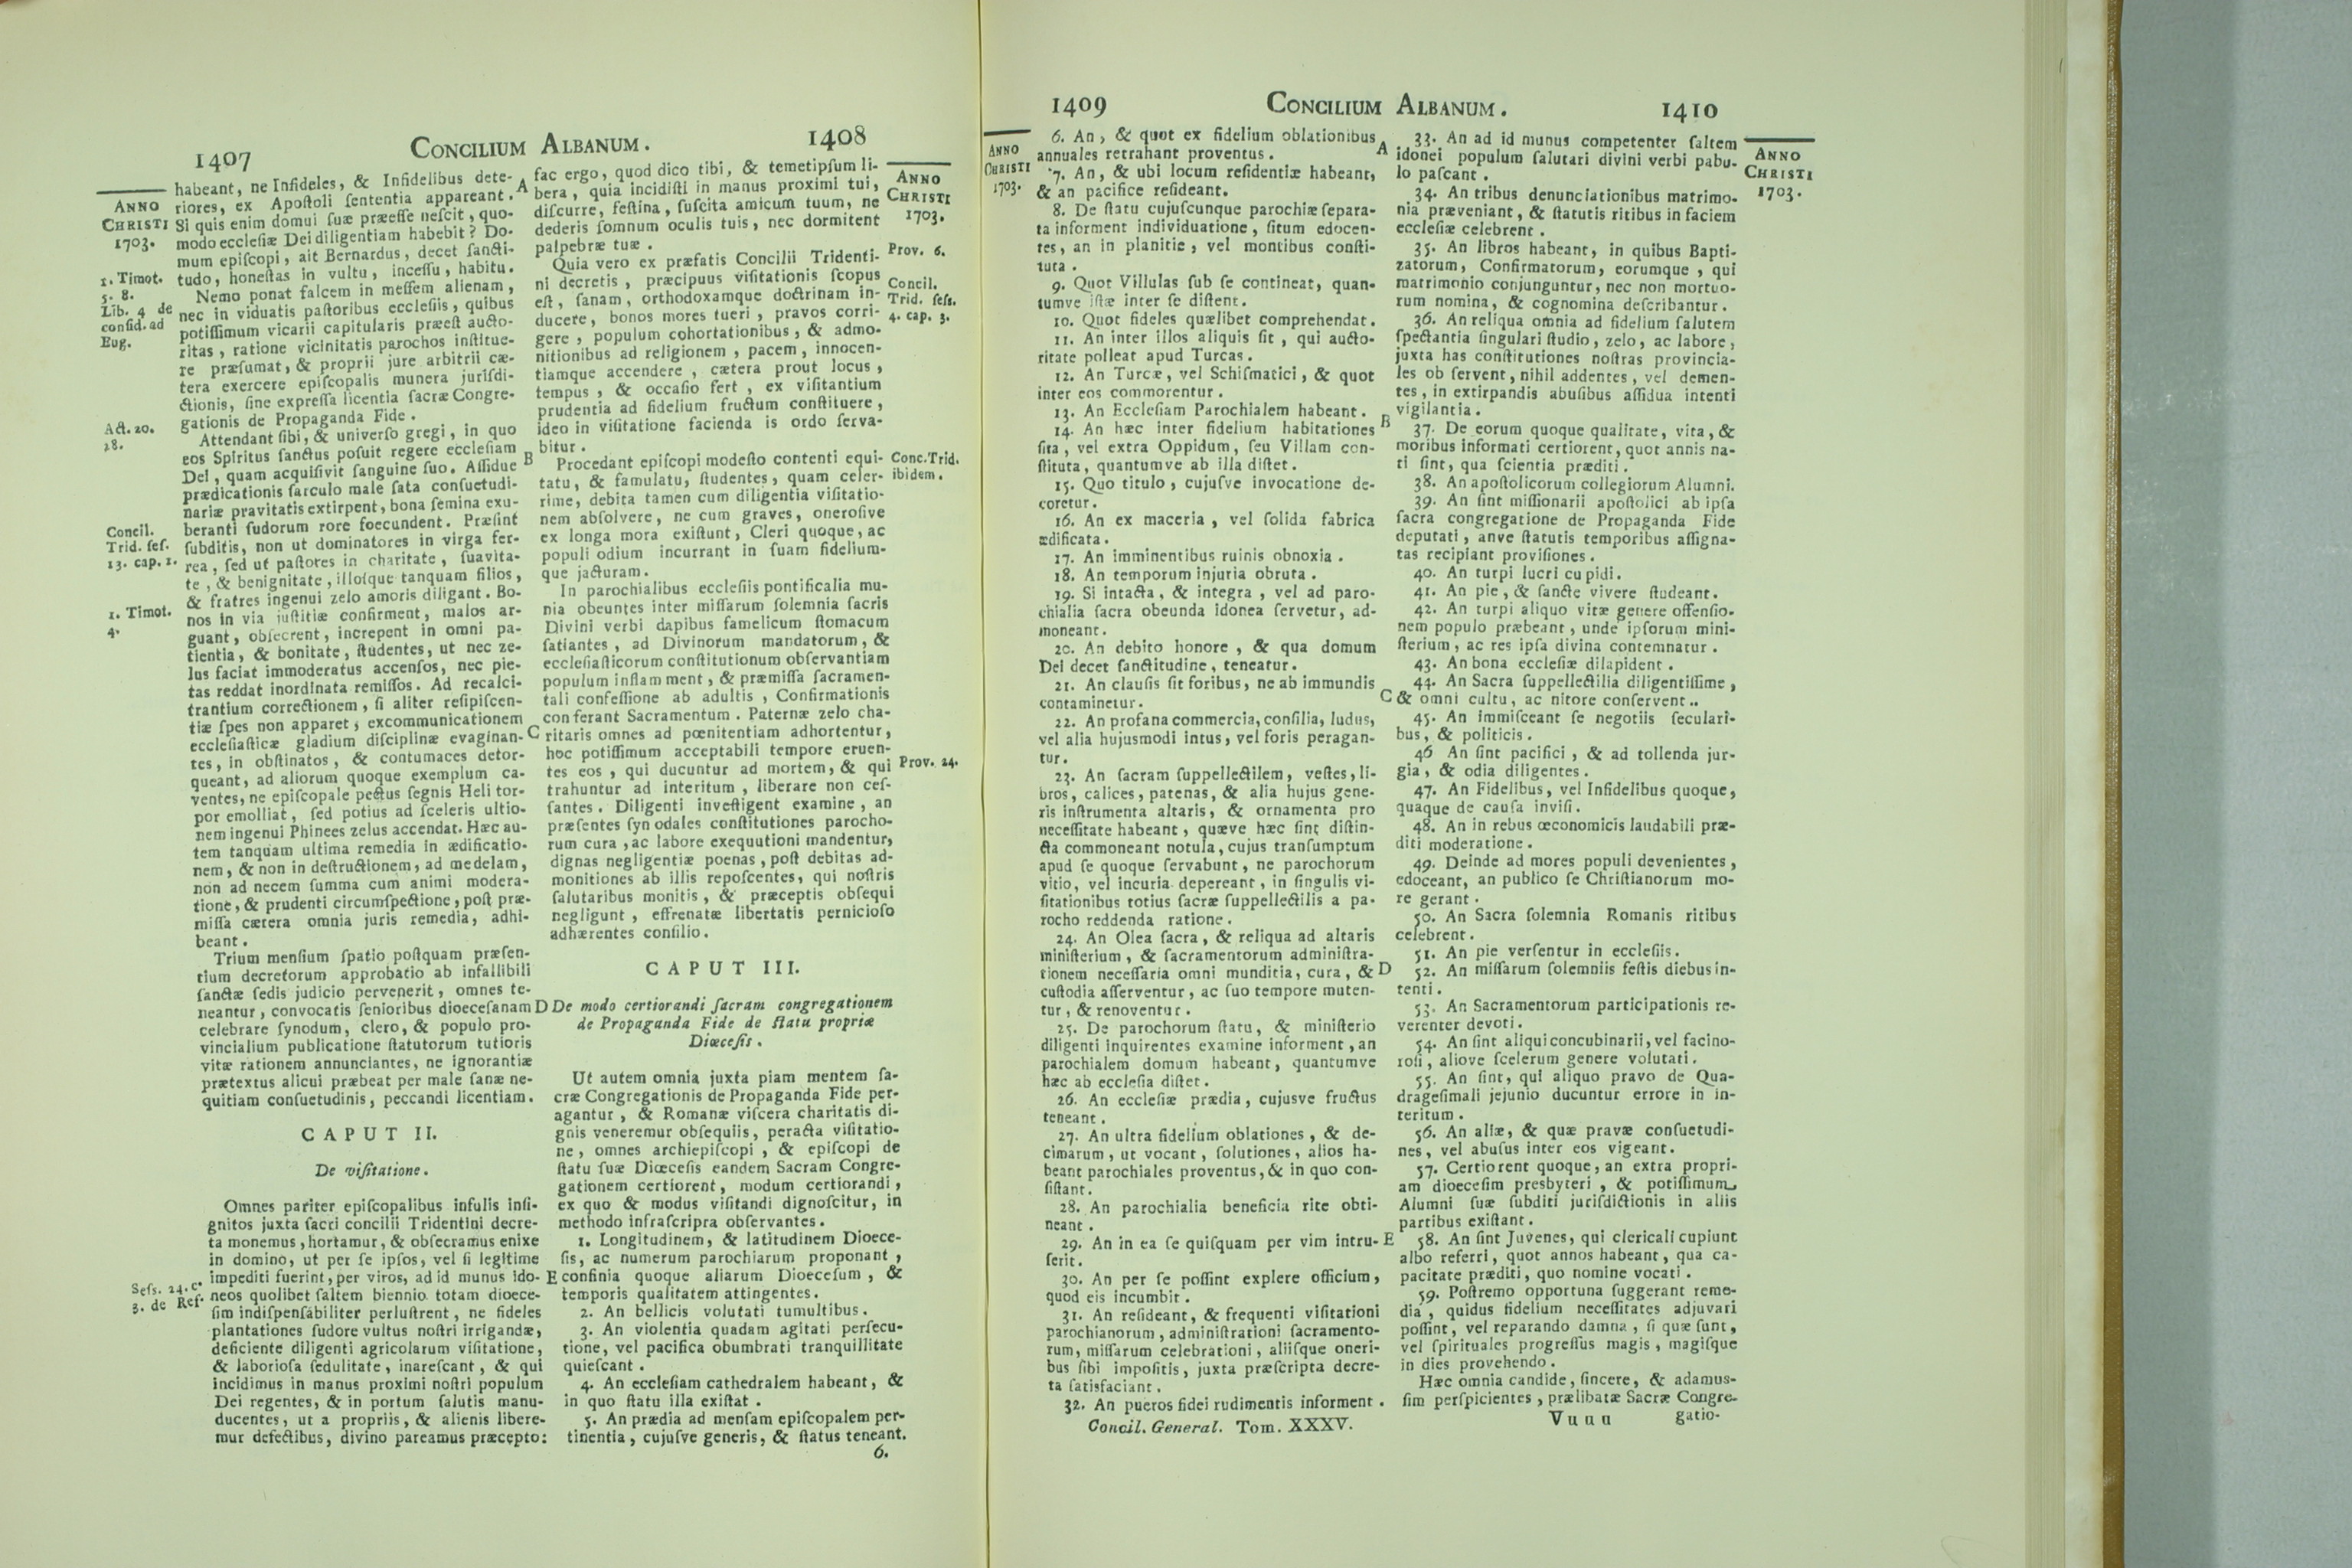 1407
CONCILIUM ALBANUM.
1408
ANNO
CHRISTI
1703.
1. Timot.
5. 8.
Lib. 4 de
consid. ad
Eug.
Act. 20.
28.
Concil.
Trid. ses.
13. cap. 1.
1. Timot.
4.
Sess. 24. c.
3. de Ref.
habeant, ne Infideles, & Infidelibus dete-
riores, ex Apoſtoli ſententia appareant.
Si quis enim domui ſuæ præeſſe neſcit, quo-
modo eccleſiæ Dei diligentiam habebit? Do-
mum epiſcopi, ait Bernardus, decet ſancti-
tudo, honeſtas in vultu, inceſſu, habitu.
Nemo ponat falcem in meſſem alienam,
nec in viduatis paſtoribus eccleſiis, quibus
potiſſimum vicarii capitularis præeſt aucto-
ritas, ratione vicinitatis parochos inſtitue-
re præſumat, & proprii jure arbitrii cæ-
tera exercere epiſcopalis munera juriſdi-
ctionis, ſine expreſſa licentia ſacræ Congre-
gationis de Propaganda Fide.
Attendant ſibi, & univerſo gregi, in quo
eos Spiritus ſanctus poſuit regere eccleſiam
Dei, quam acquiſivit ſanguine ſuo. Aſſidue
prædicationis ſarculo male ſata conſuetudi-
nariæ pravitatis extirpent, bona ſemina exu-
beranti ſudorum rore foecundent. Præſint
ſubditis, non ut dominatores in virga fer-
rea, ſed ut paſtores in charitate, ſuavita-
te, & benignitate, illoſque tanquam filios,
& fratres ingenui zelo amoris diligant. Bo-
nos in via juſtitiæ confirment, malos ar-
guant, obſecrent, increpent in omni pa-
tientia, & bonitate, ſtudentes, ut nec ze-
lus faciat immoderatus accenſos, nec pie-
tas reddat inordinata remiſſos. Ad recalci-
trantium correctionem, ſi aliter reſipiſcen-
tiæ ſpes non apparet, excommunicationem
eccleſiaſticæ gladium diſciplinæ evaginan-
tes, in obſtinatos, & contumaces detor-
queant, ad aliorum quoque exemplum ca-
ventes, ne epiſcopale pectus ſegnis Heli tor-
por emolliat, ſed potius ad ſceleris ultio-
nem ingenui Phinees zelus accendat. Hæc au-
tem tanquam ultima remedia in ædificatio-
nem, & non in deſtructionem, ad medelam,
non ad necem ſumma cum animi modera-
tione, & prudenti circumſpectione, poſt præ-
miſſa cætera omnia juris remedia, adhi-
beant.
Trium menſium ſpatio poſtquam præſen-
tium decretorum approbatio ab infallibili
ſanctæ ſedis judicio pervenerit, omnes te-
neantur, convocatis ſenioribus dioeceſanam
celebrare ſynodum, clero, & populo pro-
vincialium publicatione ſtatutorum tutioris
vitæ rationem annunciantes, ne ignorantiæ
prætextus alicui præbeat per male ſanæ ne-
quitiam conſuetudinis, peccandi licentiam.
CAPUT II.
De viſitatione.
Omnes pariter epiſcopalibus infulis inſi-
gnitos juxta ſacri concilii Tridentini decre-
ta monemus, hortamur, & obſecramus enixe
in domino, ut per ſe ipſos, vel ſi legitime
impediti fuerint, per viros, ad id munus ido-
neos quolibet ſaltem biennio totam dioece-
ſim indiſpenſabiliter perluſtrent, ne fideles
plantationes ſudore vultus noſtri irrigandæ,
deficiente diligenti agricolarum viſitatione,
& laborioſa ſedulitate, inareſcant, & qui
incidimus in manus proximi noſtri populum
Dei regentes, & in portum ſalutis manu-
ducentes, ut a propriis, & alienis libere-
mur defectibus, divino pareamus præcepto:
A
B
C
D
E
fac ergo, quod dico tibi, & temetipſum li-
bera, quia incidiſti in manus proximi tui,
diſcurre, feſtina, ſuſcita amicum tuum, ne
dederis ſomnum oculis tuis, nec dormitent
palpebræ tuæ.
Quia vero ex præfatis Concilii Tridenti-
ni decretis, præcipuus viſitationis ſcopus
eſt, ſanam, orthodoxamque doctrinam in-
ducere, bonos mores tueri, pravos corri-
gere, populum cohortationibus, & admo-
nitionibus ad religionem, pacem, innocen-
tiamque accendere, cætera prout locus,
tempus, & occaſio fert, ex viſitantium
prudentia ad fidelium fructum conſtituere,
ideo in viſitatione facienda is ordo ſerva-
bitur.
Procedant epiſcopi modeſto contenti equi-
tatu, & famulatu, ſtudentes, quam celer-
rime, debita tamen cum diligentia viſitatio-
nem abſolvere, ne cum graves, oneroſive
ex longa mora exiſtunt, Cleri quoque, ac
populi odium incurrant in ſuam fidelium-
que jacturam.
In parochialibus eccleſiis pontificalia mu-
nia obeuntes inter miſſarum ſolemnia ſacris
Divini verbi dapibus famelicum ſtomacum
ſatiantes, ad Divinorum mandatorum, &
eccleſiaſticorum conſtitutionum obſervantiam
populum inflamment, & præmiſſa ſacramen-
tali confeſſione ab adultis, Confirmationis
conferant Sacramentum. Paternæ zelo cha-
ritatis omnes ad pœnitentiam adhortentur,
hoc potiſſimum acceptabili tempore eruen-
tes eos, qui ducuntur ad mortem, & qui
trahuntur ad interitum, liberare non ceſ-
ſantes. Diligenti inveſtigent examine, an
præſentes ſynodales conſtitutiones parocho-
rum cura, ac labore exequutioni mandentur,
dignas negligentiæ poenas, poſt debitas ad-
monitiones ab illis repoſcentes, qui noſtris
ſalutaribus monitis, & præceptis obſequi
negligunt, effrenatæ libertatis pernicioſo
adhærentes conſilio.
CAPUT III.
De modo certiorandi ſacram congregationem
de Propaganda Fide de ſtatu propriæ
Diœceſis.
Ut autem omnia juxta piam mentem ſa-
cræ Congregationis de Propaganda Fide per-
agantur, & Romanæ viſcera charitatis di-
gnis veneremur obſequiis, peracta viſitatio-
ne, omnes archiepiſcopi, & epiſcopi de
ſtatu ſuæ Diœceſis eandem Sacram Congre-
gationem certiorent, modum certiorandi,
ex quo & modus viſitandi dignoſcitur, in
methodo infraſcripra obſervantes.
1. Longitudinem, & latitudinem Dioece-
ſis, ac numerum parochiarum proponant,
confinia quoque aliarum Dioeceſum, &
temporis qualitatem attingentes.
2. An bellicis volutati tumultibus.
3. An violentia quadam agitati perſecu-
tione, vel pacifica obumbrati tranquillitate
quieſcant.
4. An eccleſiam cathedralem habeant, &
in quo ſtatu illa exiſtat.
5. An prædia ad menſam epiſcopalem per-
tinentia, cujuſve generis, & ſtatus teneant.
6.
ANNO
CHRISTI
1703.
Prov. 6.
Concil.
Trid. ſeſs.
4. cap. 3.
Conc. Trid.
ibidem.
Prov. 24.
1409
CONCILIUM ALBANUM.
1410
ANNO
CHRISTI
1703.
6. An, & quot ex fidelium oblationibus
annuales retrahant proventus.
7. An, & ubi locum reſidentiæ habeant,
& an pacifice reſideant.
8. De ſtatu cujuſcunque parochiæ ſepara-
ta informent individuatione, ſitum edocen-
tes, an in planitie, vel montibus conſti-
tuta.
9. Quot Villulas ſub ſe contineat, quan-
tumve iſtæ inter ſe diſtent.
10. Quot fideles quælibet comprehendat.
11. An inter illos aliquis ſit, qui aucto-
ritate polleat apud Turcas.
12. An Turcæ, vel Schiſmatici, & quot
inter eos commorentur.
13. An Eccleſiam Parochialem habeant.
14. An hæc inter fidelium habitationes
ſita, vel extra Oppidum, ſeu Villam con-
ſtituta, quantumve ab illa diſtet.
15. Quo titulo, cujuſve invocatione de-
coretur.
16. An ex maceria, vel ſolida fabrica
ædificata.
17. An imminentibus ruinis obnoxia.
18. An temporum injuria obruta.
19. Si intacta, & integra, vel ad paro-
chialia ſacra obeunda idonea ſervetur, ad-
moneant.
20. An debito honore, & qua domum
Dei decet ſanctitudine, teneatur.
21. An clauſis ſit foribus, ne ab immundis
contaminetur.
22. An profana commercia, conſilia, ludus,
vel alia hujusmodi intus, vel foris peragan-
tur.
23. An ſacram ſuppellectilem, veſtes, li-
bros, calices, patenas, & alia hujus gene-
ris inſtrumenta altaris, & ornamenta pro
neceſſitate habeant, quæve hæc ſint diſtin-
cta commoneant notula, cujus tranſumptum
apud ſe quoque ſervabunt, ne parochorum
vitio, vel incuria depereant, in ſingulis vi-
ſitationibus totius ſacræ ſuppellectilis a pa-
rocho reddenda ratione.
24. An Olea ſacra, & reliqua ad altaris
miniſterium, & ſacramentorum adminiſtra-
tionem neceſſaria omni munditia, cura, &
cuſtodia aſſerventur, ac ſuo tempore muten-
tur, & renoventur.
25. De parochorum ſtatu, & miniſterio
diligenti inquirentes examine informent, an
parochialem domum habeant, quantumve
hæc ab eccleſia diſtet.
26. An eccleſiæ prædia, cujusve fructus
teneant.
27. An ultra fidelium oblationes, & de-
cimarum, ut vocant, ſolutiones, alios ha-
beant parochiales proventus, & in quo con-
ſiſtant.
28. An parochialia beneficia rite obti-
neant.
29. An in ea ſe quiſquam per vim intru-
ſerit.
30. An per ſe poſſint explere officium,
quod eis incumbit.
31. An reſideant, & frequenti viſitationi
parochianorum, adminiſtrationi ſacramento-
rum, miſſarum celebrationi, aliiſque oneri-
bus ſibi impoſitis, juxta præſcripta decre-
ta ſatisfaciant.
32. An pueros fidei rudimentis informent.
Concil. General. Tom. XXXV.
A
B
C
D
E
33. An ad id munus competenter ſaltem
idonei populum ſalutari divini verbi pabu-
lo paſcant.
34. An tribus denunciationibus matrimo-
nia præveniant, & ſtatutis ritibus in faciem
eccleſiæ celebrent.
35. An libros habeant, in quibus Bapti-
zatorum, Confirmatorum, eorumque, qui
matrimonio conjunguntur, nec non mortuo-
rum nomina, & cognomina deſcribantur.
36. An reliqua omnia ad fidelium ſalutem
ſpectantia ſingulari ſtudio, zelo, ac labore,
juxta has conſtitutiones noſtras provincia-
les ob ſervent, nihil addentes, vel demen-
tes, in extirpandis abuſibus aſſidua intenti
vigilantia.
37. De eorum quoque qualitate, vita, &
moribus informati certiorent, quot annis na-
ti ſint, qua ſcientia præditi.
38. An apoſtolicorum collegiorum Alumni.
39. An ſint miſſionarii apoſtolici ab ipſa
ſacra congregatione de Propaganda Fide
deputati, anve ſtatutis temporibus aſſigna-
tas recipiant proviſiones.
40. An turpi lucri cupidi.
41. An pie, & ſancte vivere ſtudeant.
42. An turpi aliquo vitæ genere offenſio-
nem populo præbeant, unde ipſorum mini-
ſterium, ac res ipſa divina contemnatur.
43. An bona eccleſiæ dilapident.
44. An Sacra ſuppellectilia diligentiſſime,
& omni cultu, ac nitore conſervent..
45. An immiſceant ſe negotiis ſeculari-
bus, & politicis.
46 An ſint pacifici, & ad tollenda jur-
gia, & odia diligentes.
47. An Fidelibus, vel Infidelibus quoque,
quaque de cauſa inviſi.
48. An in rebus œconomicis laudabili præ-
diti moderatione.
49. Deinde ad mores populi devenientes,
edoceant, an publico ſe Chriſtianorum mo-
re gerant.
50. An Sacra ſolemnia Romanis ritibus
celebrent.
51. An pie verſentur in eccleſiis.
52. An miſſarum ſolemniis feſtis diebus in-
tenti.
53. An Sacramentorum participationis re-
verenter devoti.
54. An ſint aliqui concubinarii, vel facino-
roſi, aliove ſcelerum genere volutati.
55. An ſint, qui aliquo pravo de Qua-
drageſimali jejunio ducuntur errore in in-
teritum.
56. An aliæ, & quæ pravæ conſuetudi-
nes, vel abuſus inter eos vigeant.
57. Certiorent quoque, an extra propri-
am dioeceſim presbyteri, & potiſſimum
Alumni ſuæ ſubditi juriſdictionis in aliis
partibus exiſtant.
58. An ſint Juvenes, qui clericali cupiunt
albo referri, quot annos habeant, qua ca-
pacitate præditi, quo nomine vocati.
59. Poſtremo opportuna ſuggerant reme-
dia, quidus fidelium neceſſitates adjuvari
poſſint, vel reparando damna, ſi quæ ſunt,
vel ſpirituales progreſſus magis, magiſque
in dies provehendo.
Hæc omnia candide, ſincere, & adamus-
ſim perſpicientes, prælibatæ Sacræ Congre-
Vuuu
gatio-
ANNO
CHRISTI
1703.